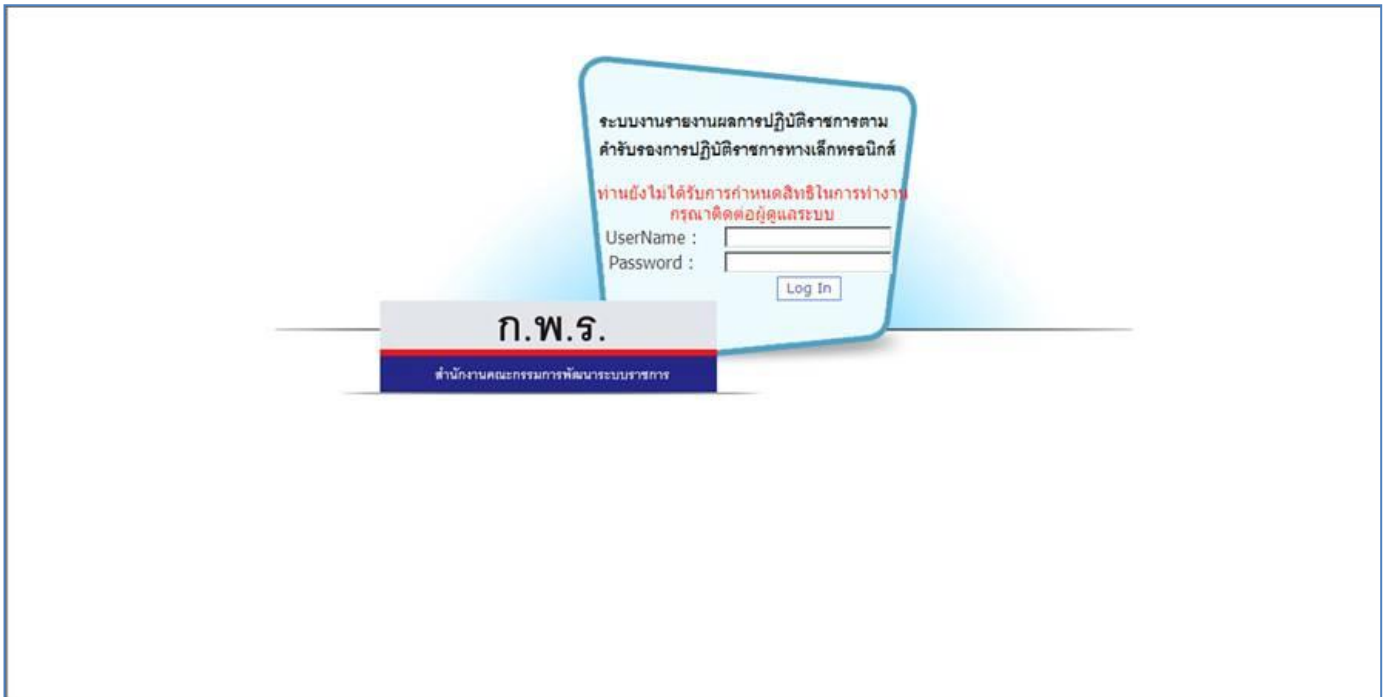 ระบบงานรายงานผลการปฏิบัติราชการตาม
คำรับรองการปฏิบัติราชการทางเล็กทรอนิกส์
ท่านยังไม่ได้รับการกำหนดสิทธิในการทำงาน
กรุณาติดต่อผู้ดูแลระบบ
UserName :
Password :
Log In
ก.พ.ร.
สำนักงานคณะกรรมการพัฒนาระบบราชการ